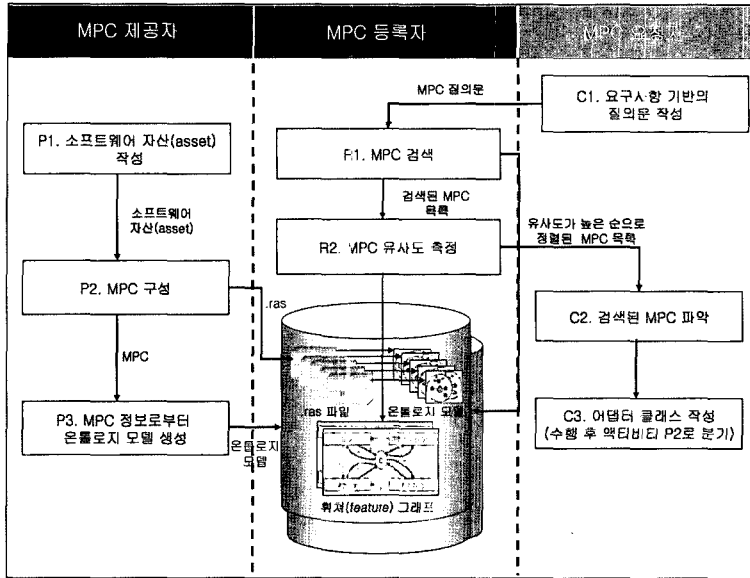 MPC 제공자
MPC 등록자
MPC 요청자
P1. 소프트웨어 자산(asset)
작성
소프트웨어
자산(asset)
P2. MPC 구성
.ras
MPC
P3. MPC 정보로부터
온톨로지 모델 생성
온톨로지
모델
MPC 질의문
R1. MPC 검색
검색된 MPC
목록
R2. MPC 유사도 측정
.ras 파일
온톨로지 모델
휘쳐(feature) 그래프
C1. 요구사항 기반의
질의문 작성
유사도가 높은 순으로
정렬된 MPC 목록
C2. 검색된 MPC 파악
C3. 어댑터 클래스 작성
(수행 후 액티비티 P2로 분기)